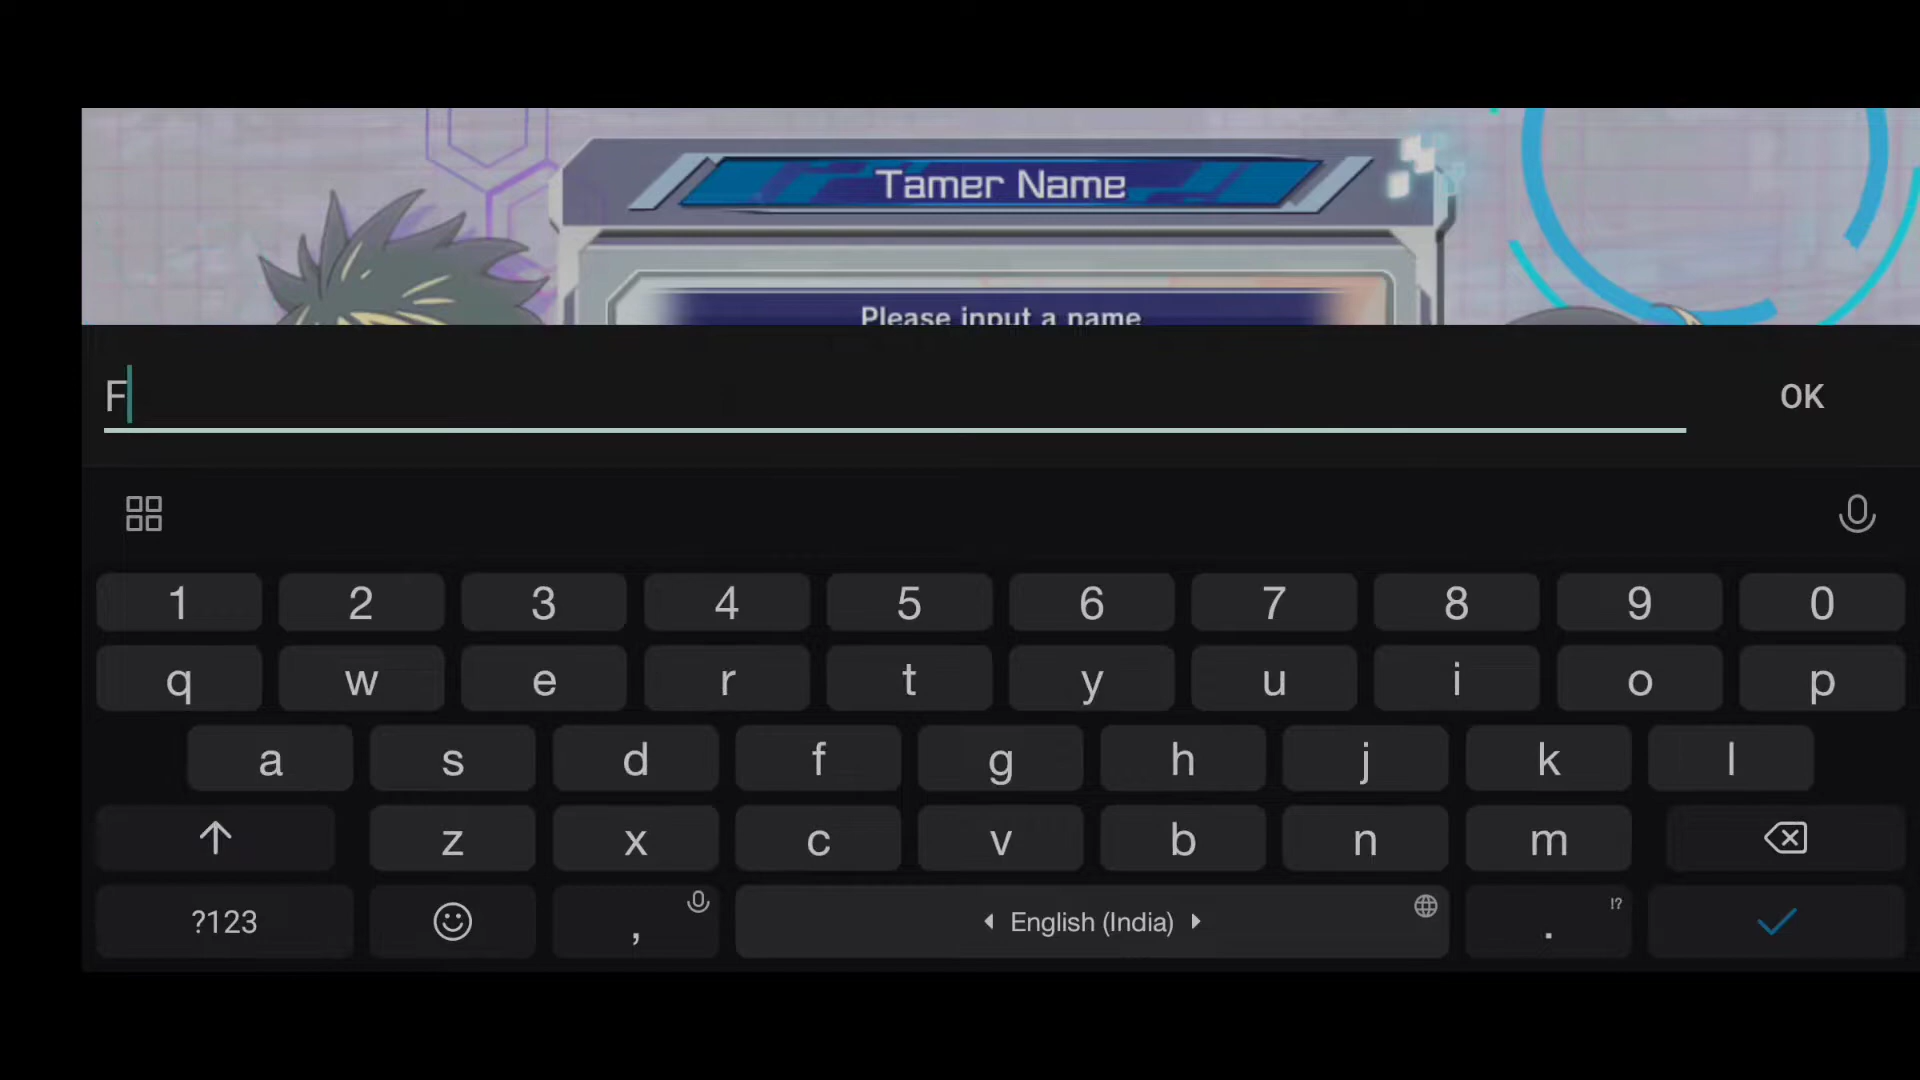 Tamer Name
Please input a name
F
OK
1 2 3 4 5 6 7 8 9 0
q w e r t y u i o p
a s d f g h j k l
z x c v b n m
?123 , English (India) . !?